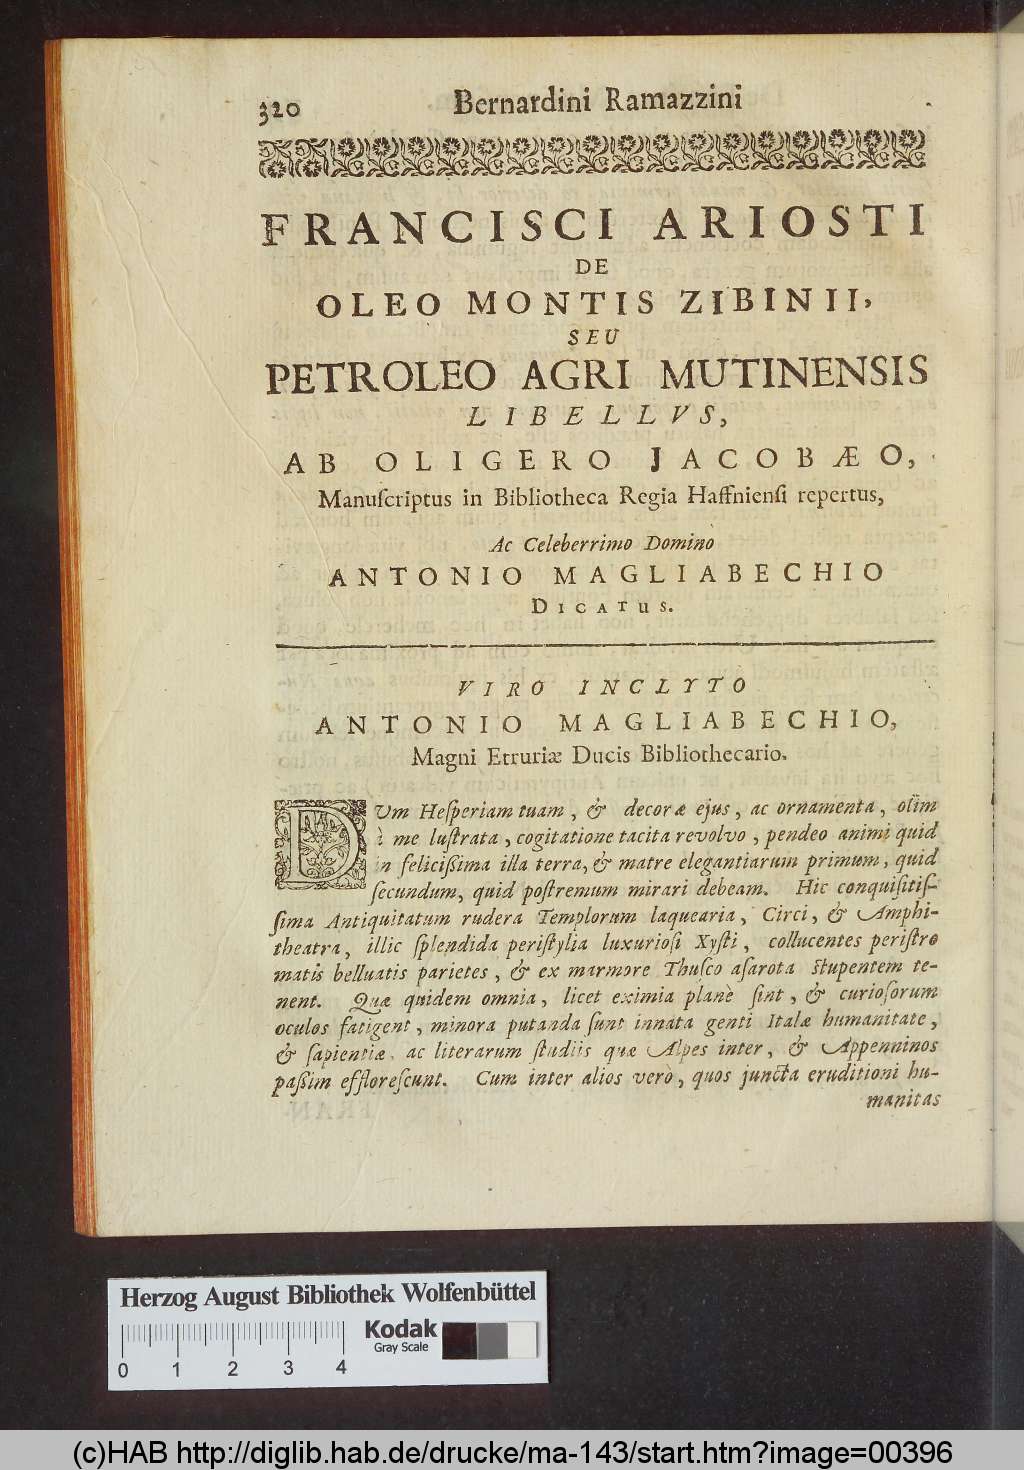 320 Bernardini Ramazzini
FRANCISCI ARIOSTI
DE
OLEO MONTIS ZIBINII,
SEU
PETROLEO AGRI MUTINENSIS
LIBELLVS,
AB OLIGERO JACOBÆO,
Manuſcriptus in Bibliotheca Regia Haffnienſi repertus,
Ac Celeberrimo Domino
ANTONIO MAGLIABECHIO
DICATUS.
VIRO INCLYTO
ANTONIO MAGLIABECHIO,
Magni Etruriæ Ducis Bibliothecario.
DUm Heſperiam tuam, & decora ejus, ac ornamenta, olim
à me luſtrata, cogitatione tacita revolvo, pendeo animi quid
in feliciſſima illa terra, & matre elegantiarum primum, quid
ſecundum, quid poſtremum mirari debeam. Hic conquiſitiſ-
ſima Antiquitatum rudera Templorum laquearia, Circi, & Amphi-
theatra, illic ſplendida periſtylia luxurioſi Xyſti, collucentes periſtro
matis belluatis parietes, & ex marmore Thuſco aſarota ſtupentem te-
nent. Quæ quidem omnia, licet eximia planè ſint, & curioſorum
oculos fatigent, minora putanda ſunt innata genti Italæ humanitate,
& ſapientiæ, ac literarum ſtudiis quæ Alpes inter, & Appenninos
paſſim effloreſcunt. Cum inter alios verò, quos juncta eruditioni hu-
manitas
Herzog August Bibliothek Wolfenbüttel
Kodak
Gray Scale
0 1 2 3 4
(c)HAB http://diglib.hab.de/drucke/ma-143/start.htm?image=00396